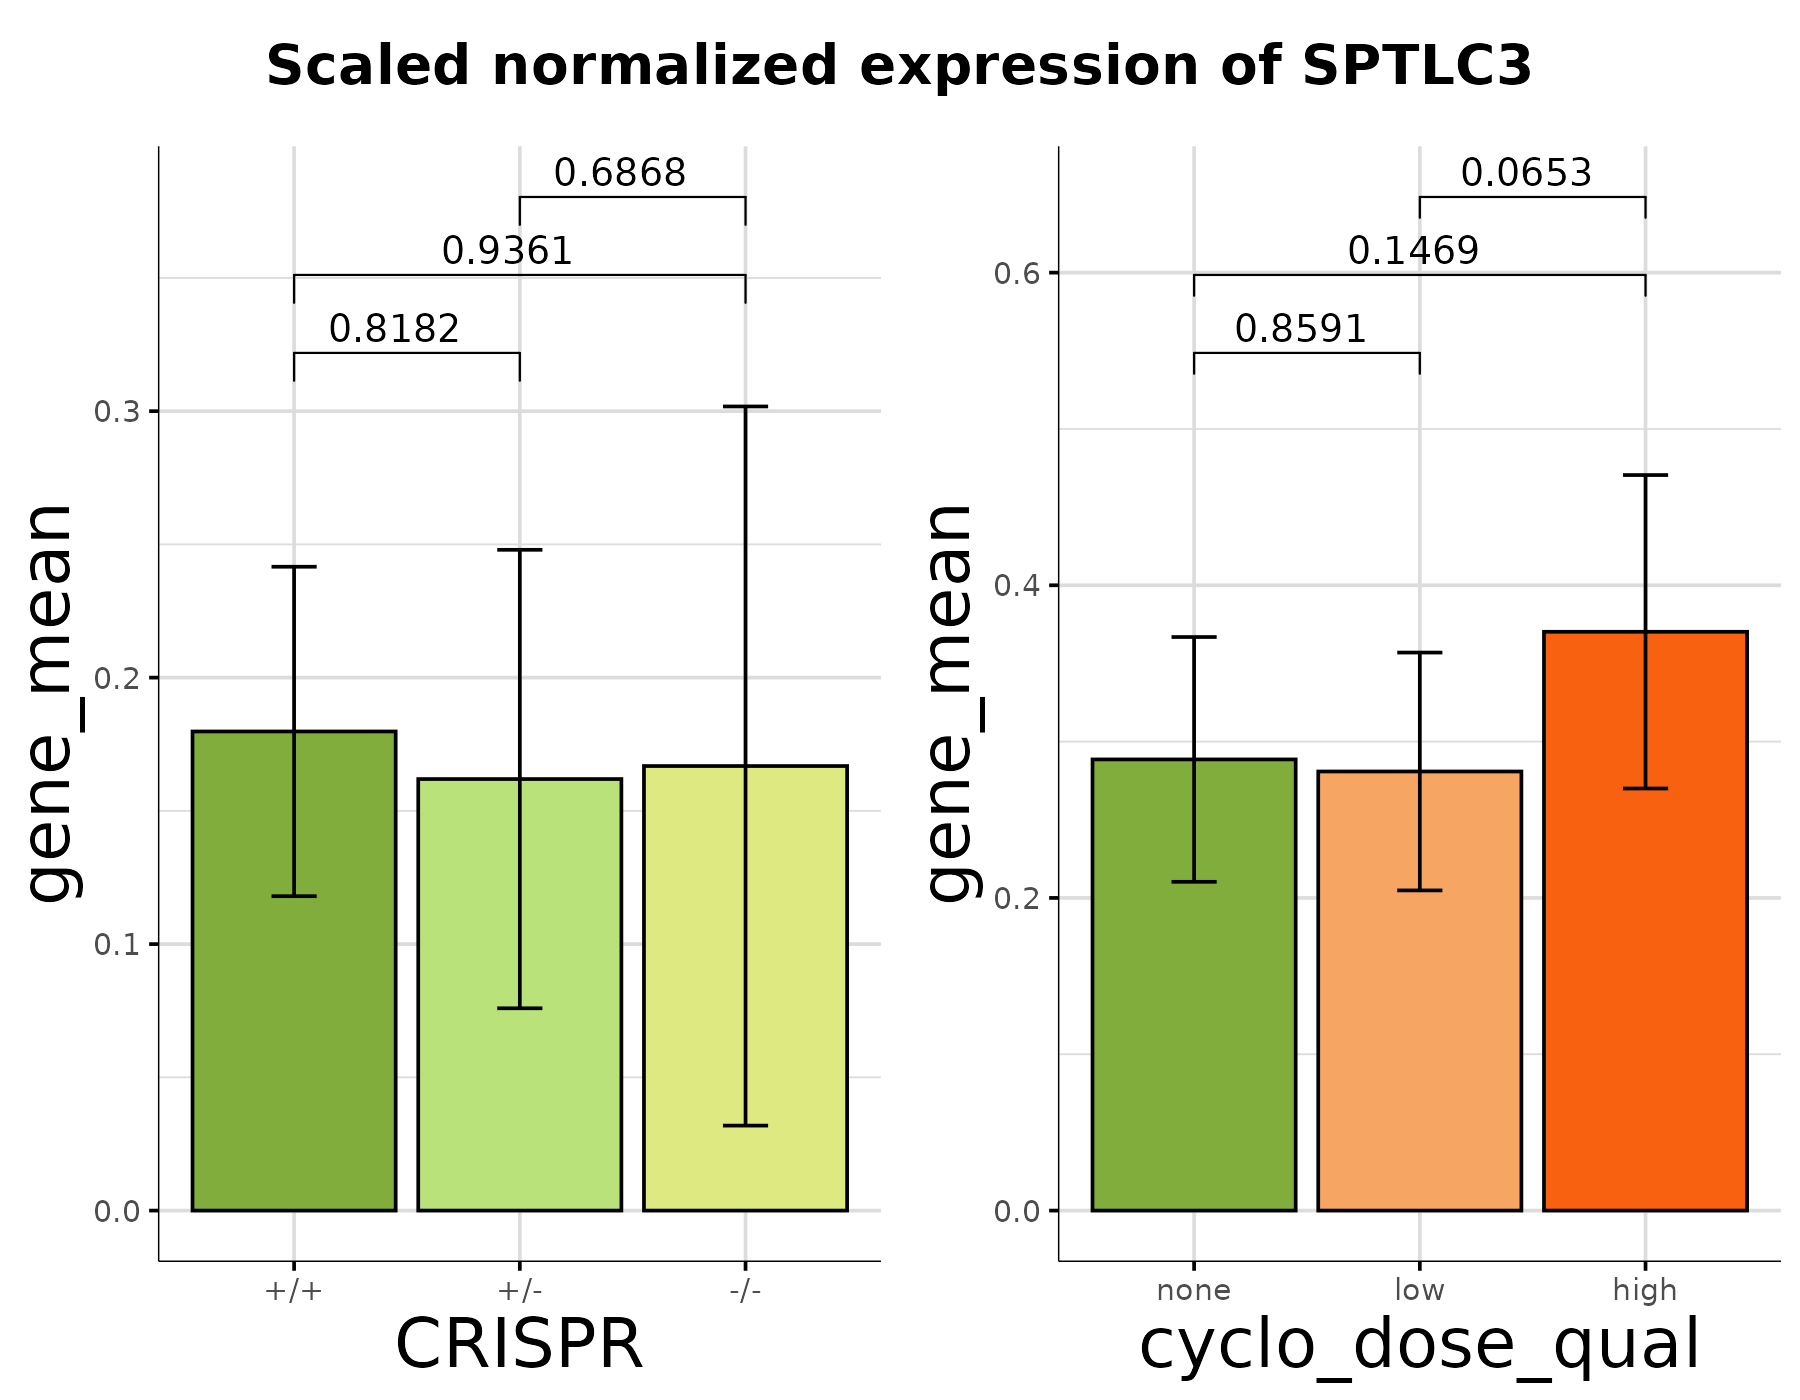 Scaled normalized expression of SPTLC3
gene_mean
0.6868
0.9361
0.8182
0.3
0.2
0.1
0.0
+/+ +/- -/-
CRISPR
gene_mean
0.0653
0.1469
0.8591
0.6
0.4
0.2
0.0
none low high
cyclo_dose_qual